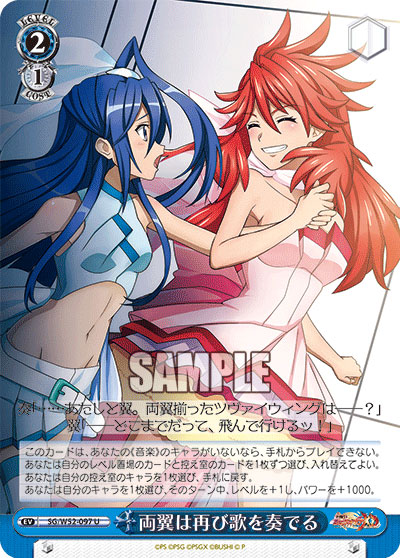 LEVEL
2
1
COST
SAMPLE
奏「……あたしと翼。両翼揃ったツヴァイウィングは――？」
翼「――どこまでだって、飛んで行けるッ！」
このカードは、あなたの《音楽》のキャラがいないなら、手札からプレイできない。
あなたは自分のレベル置場のカードと控え室のカードを1枚ずつ選び、入れ替えてよい。
あなたは自分の控え室のキャラを1枚選び、手札に戻す。
あなたは自分のキャラを1枚選び、そのターン中、レベルを＋1し、パワーを＋1000。
EV
SG/W52-097 U
両翼は再び歌を奏でる
©PS ©PSG ©PSGX ©BUSHI © P